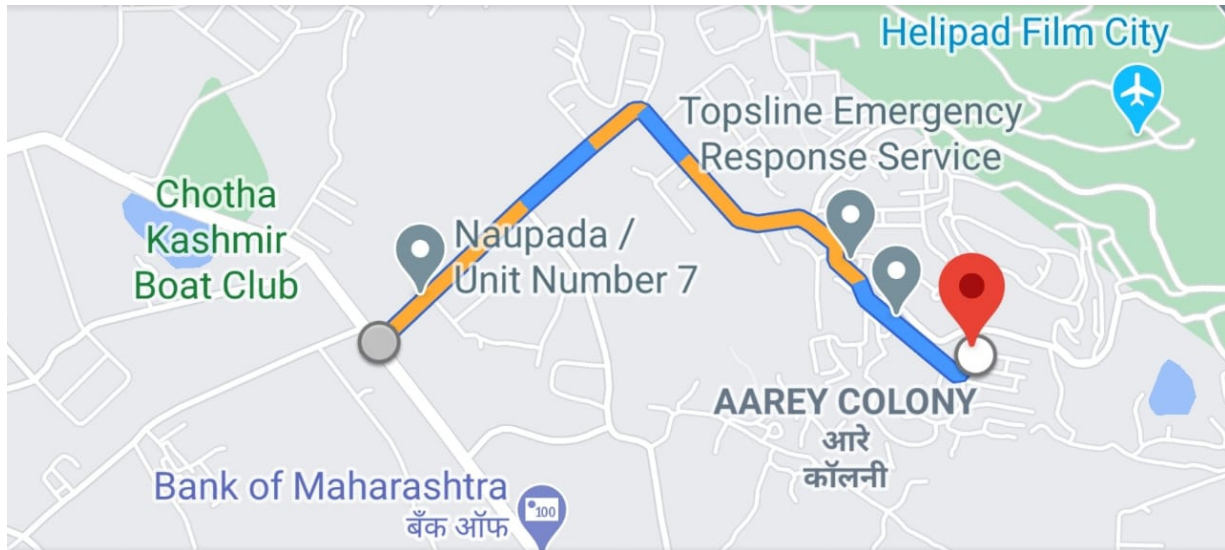 Helipad Film City
Topsline Emergency
Response Service
Chotha
Kashmir
Boat Club
Naupada /
Unit Number 7
AAREY COLONY
आरे
कॉलनी
Bank of Maharashtra
बँक ऑफ
100